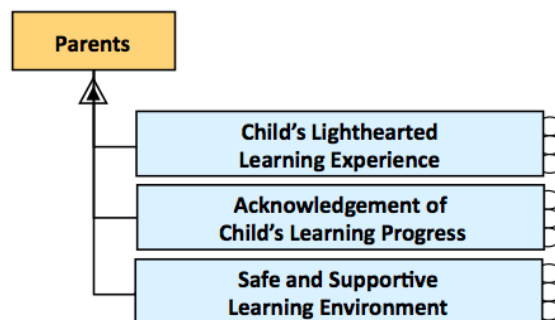 Parents
Child's Lighthearted
Learning Experience
Acknowledgement of
Child's Learning Progress
Safe and Supportive
Learning Environment